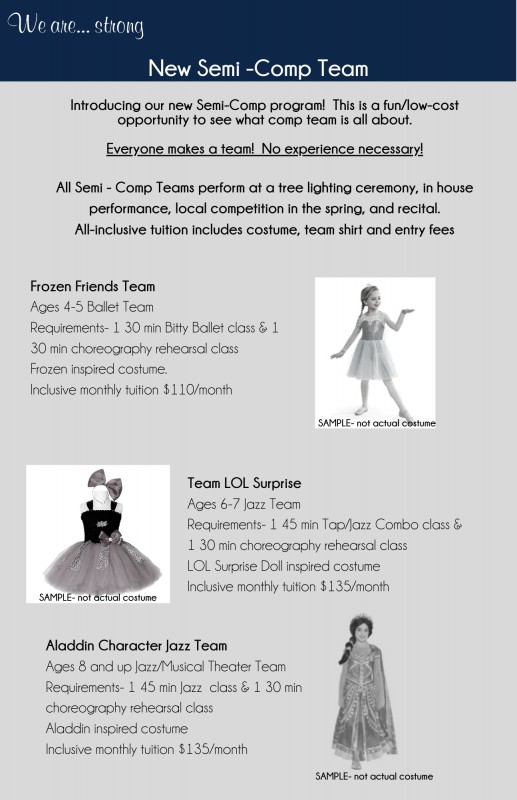 We are... strong
New Semi -Comp Team
Introducing our new Semi-Comp program! This is a fun/low-cost
opportunity to see what comp team is all about.
Everyone makes a team! No experience necessary!
All Semi - Comp Teams perform at a tree lighting ceremony, in house
performance, local competition in the spring, and recital.
All-inclusive tuition includes costume, team shirt and entry fees
Frozen Friends Team
Ages 4-5 Ballet Team
Requirements- 1 30 min Bitty Ballet class & 1
30 min choreography rehearsal class
Frozen inspired costume.
Inclusive monthly tuition $110/month
SAMPLE- not actual costume
Team LOL Surprise
Ages 6-7 Jazz Team
Requirements- 1 45 min Tap/Jazz Combo class &
1 30 min choreography rehearsal class
LOL Surprise Doll inspired costume
Inclusive monthly tuition $135/month
SAMPLE- not actual costume
Aladdin Character Jazz Team
Ages 8 and up Jazz/Musical Theater Team
Requirements- 1 45 min Jazz class & 1 30 min
choreography rehearsal class
Aladdin inspired costume
Inclusive monthly tuition $135/month
SAMPLE- not actual costume